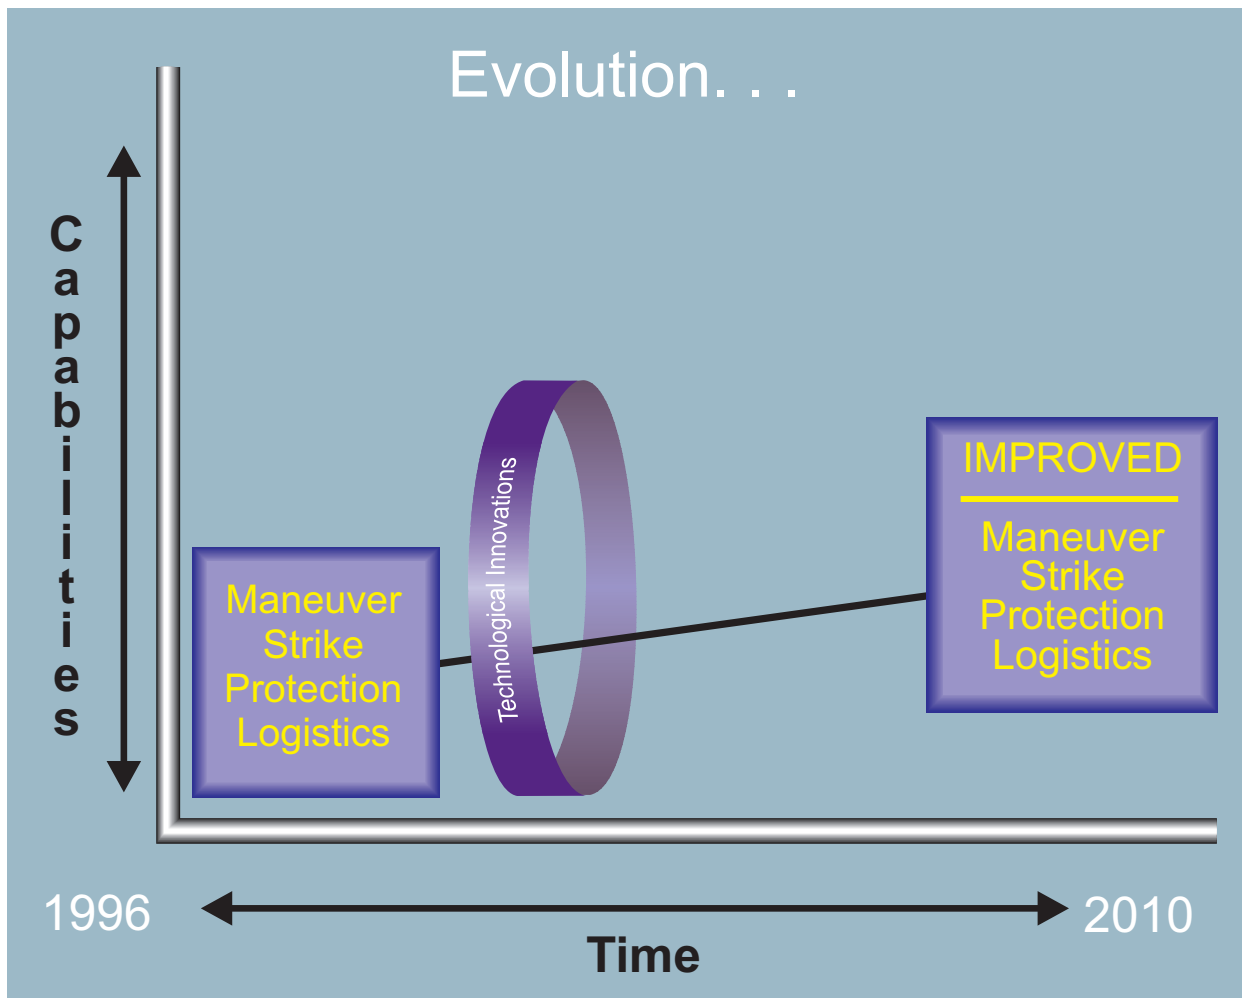 Evolution. . .
Capabilities
Technological Innovations
Maneuver
Strike
Protection
Logistics
IMPROVED
Maneuver
Strike
Protection
Logistics
1996
2010
Time